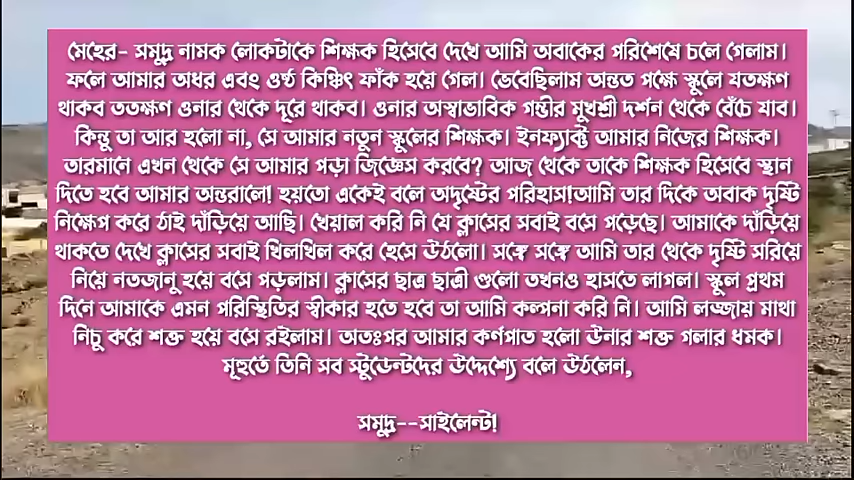 মেহের- সমুদ্র নামক লোকটাকে শিক্ষক হিসেবে দেখে আমি অবাকের পরিশেষে চলে গেলাম।
ফলে আমার অধর এবং ওষ্ঠ কিঞ্চিৎ ফাঁক হয়ে গেল। ভেবেছিলাম অন্তত পক্ষে স্কুলে যতক্ষণ
থাকব ততক্ষণ ওনার থেকে দূরে থাকব। ওনার অস্বাভাবিক গম্ভীর মুখশ্রী দর্শন থেকে বেঁচে যাব।
কিন্তু তা আর হলো না, সে আমার নতুন স্কুলের শিক্ষক। ইনফ্যাক্ট আমার নিজের শিক্ষক।
তারমানে এখন থেকে সে আমার পড়া জিজ্ঞেস করবে? আজ থেকে তাকে শিক্ষক হিসেবে স্থান
দিতে হবে আমার অন্তরালে! হয়তো একেই বলে অদৃষ্টের পরিহাস!আমি তার দিকে অবাক দৃষ্টি
নিক্ষেপ করে ঠাই দাঁড়িয়ে আছি। খেয়াল করি নি যে ক্লাসের সবাই বসে পড়েছে। আমাকে দাঁড়িয়ে
থাকতে দেখে ক্লাসের সবাই খিলখিল করে হেসে উঠলো। সঙ্গে সঙ্গে আমি তার থেকে দৃষ্টি সরিয়ে
নিয়ে নতজানু হয়ে বসে পড়লাম। ক্লাসের ছাত্র ছাত্রী গুলো তখনও হাসতে লাগল। স্কুল প্রথম
দিনে আমাকে এমন পরিস্থিতির স্বীকার হতে হবে তা আমি কল্পনা করি নি। আমি লজ্জায় মাথা
নিচু করে শক্ত হয়ে বসে রইলাম। অতঃপর আমার কর্ণপাত হলো ঊনার শক্ত গলার ধমক।
মূহুর্তে তিনি সব স্টুডেন্টদের উদ্দেশ্যে বলে উঠলেন,
সমুদ্র--সাইলেন্ট!